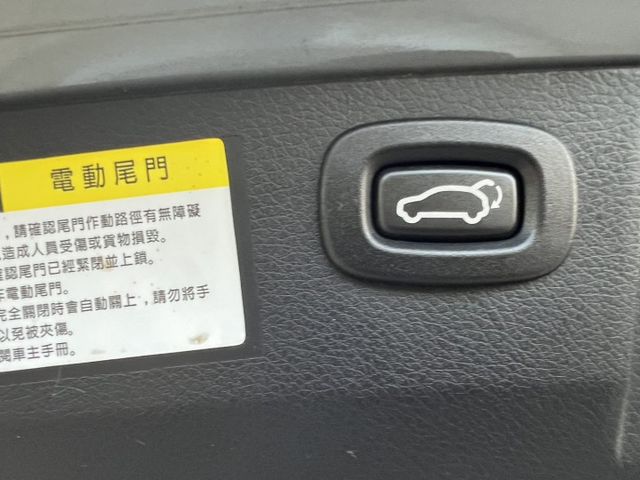 電動尾門
，請確認尾門作動路徑有無障礙
造成人員受傷或貨物損毀。
確認尾門已經緊閉並上鎖。
電動尾門。
完全關閉時會自動關上，請勿將手
以免被夾傷。
閱車主手冊。